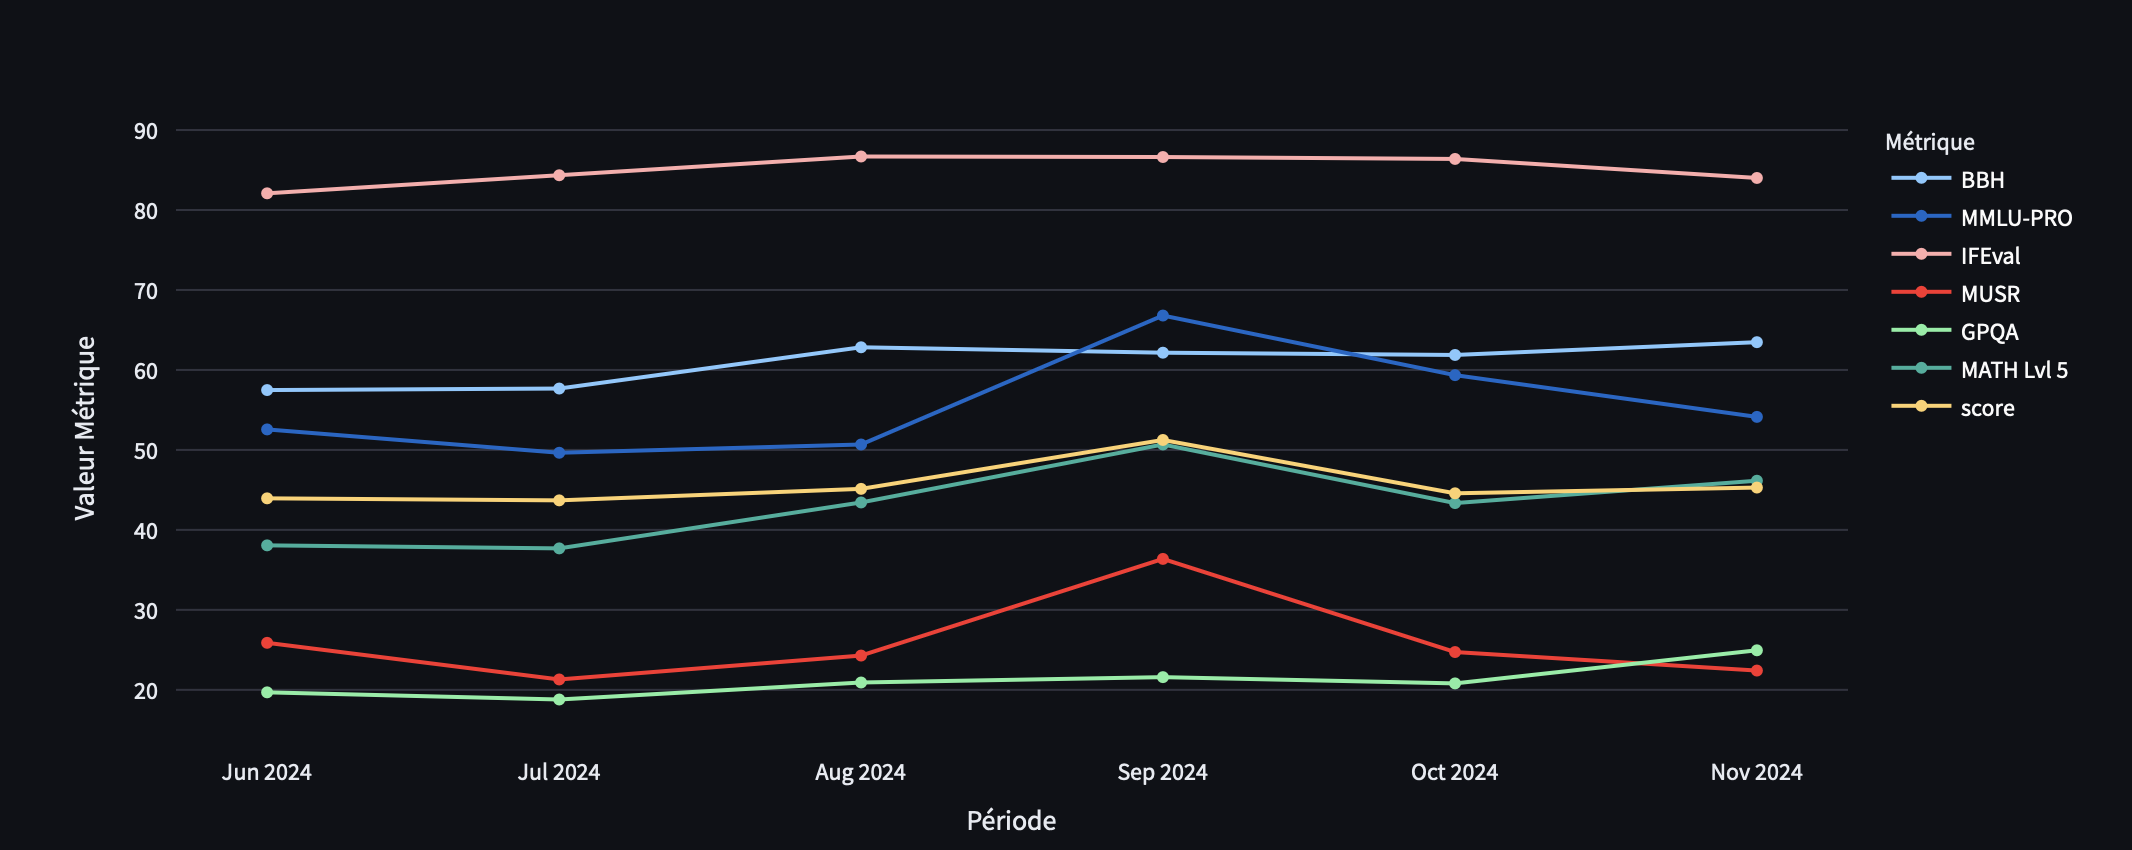 90
80
70
60
50
40
30
20
Valeur Métrique
Jun 2024
Jul 2024
Aug 2024
Sep 2024
Oct 2024
Nov 2024
Période
Métrique
BBH
MMLU-PRO
IFEval
MUSR
GPQA
MATH Lvl 5
score